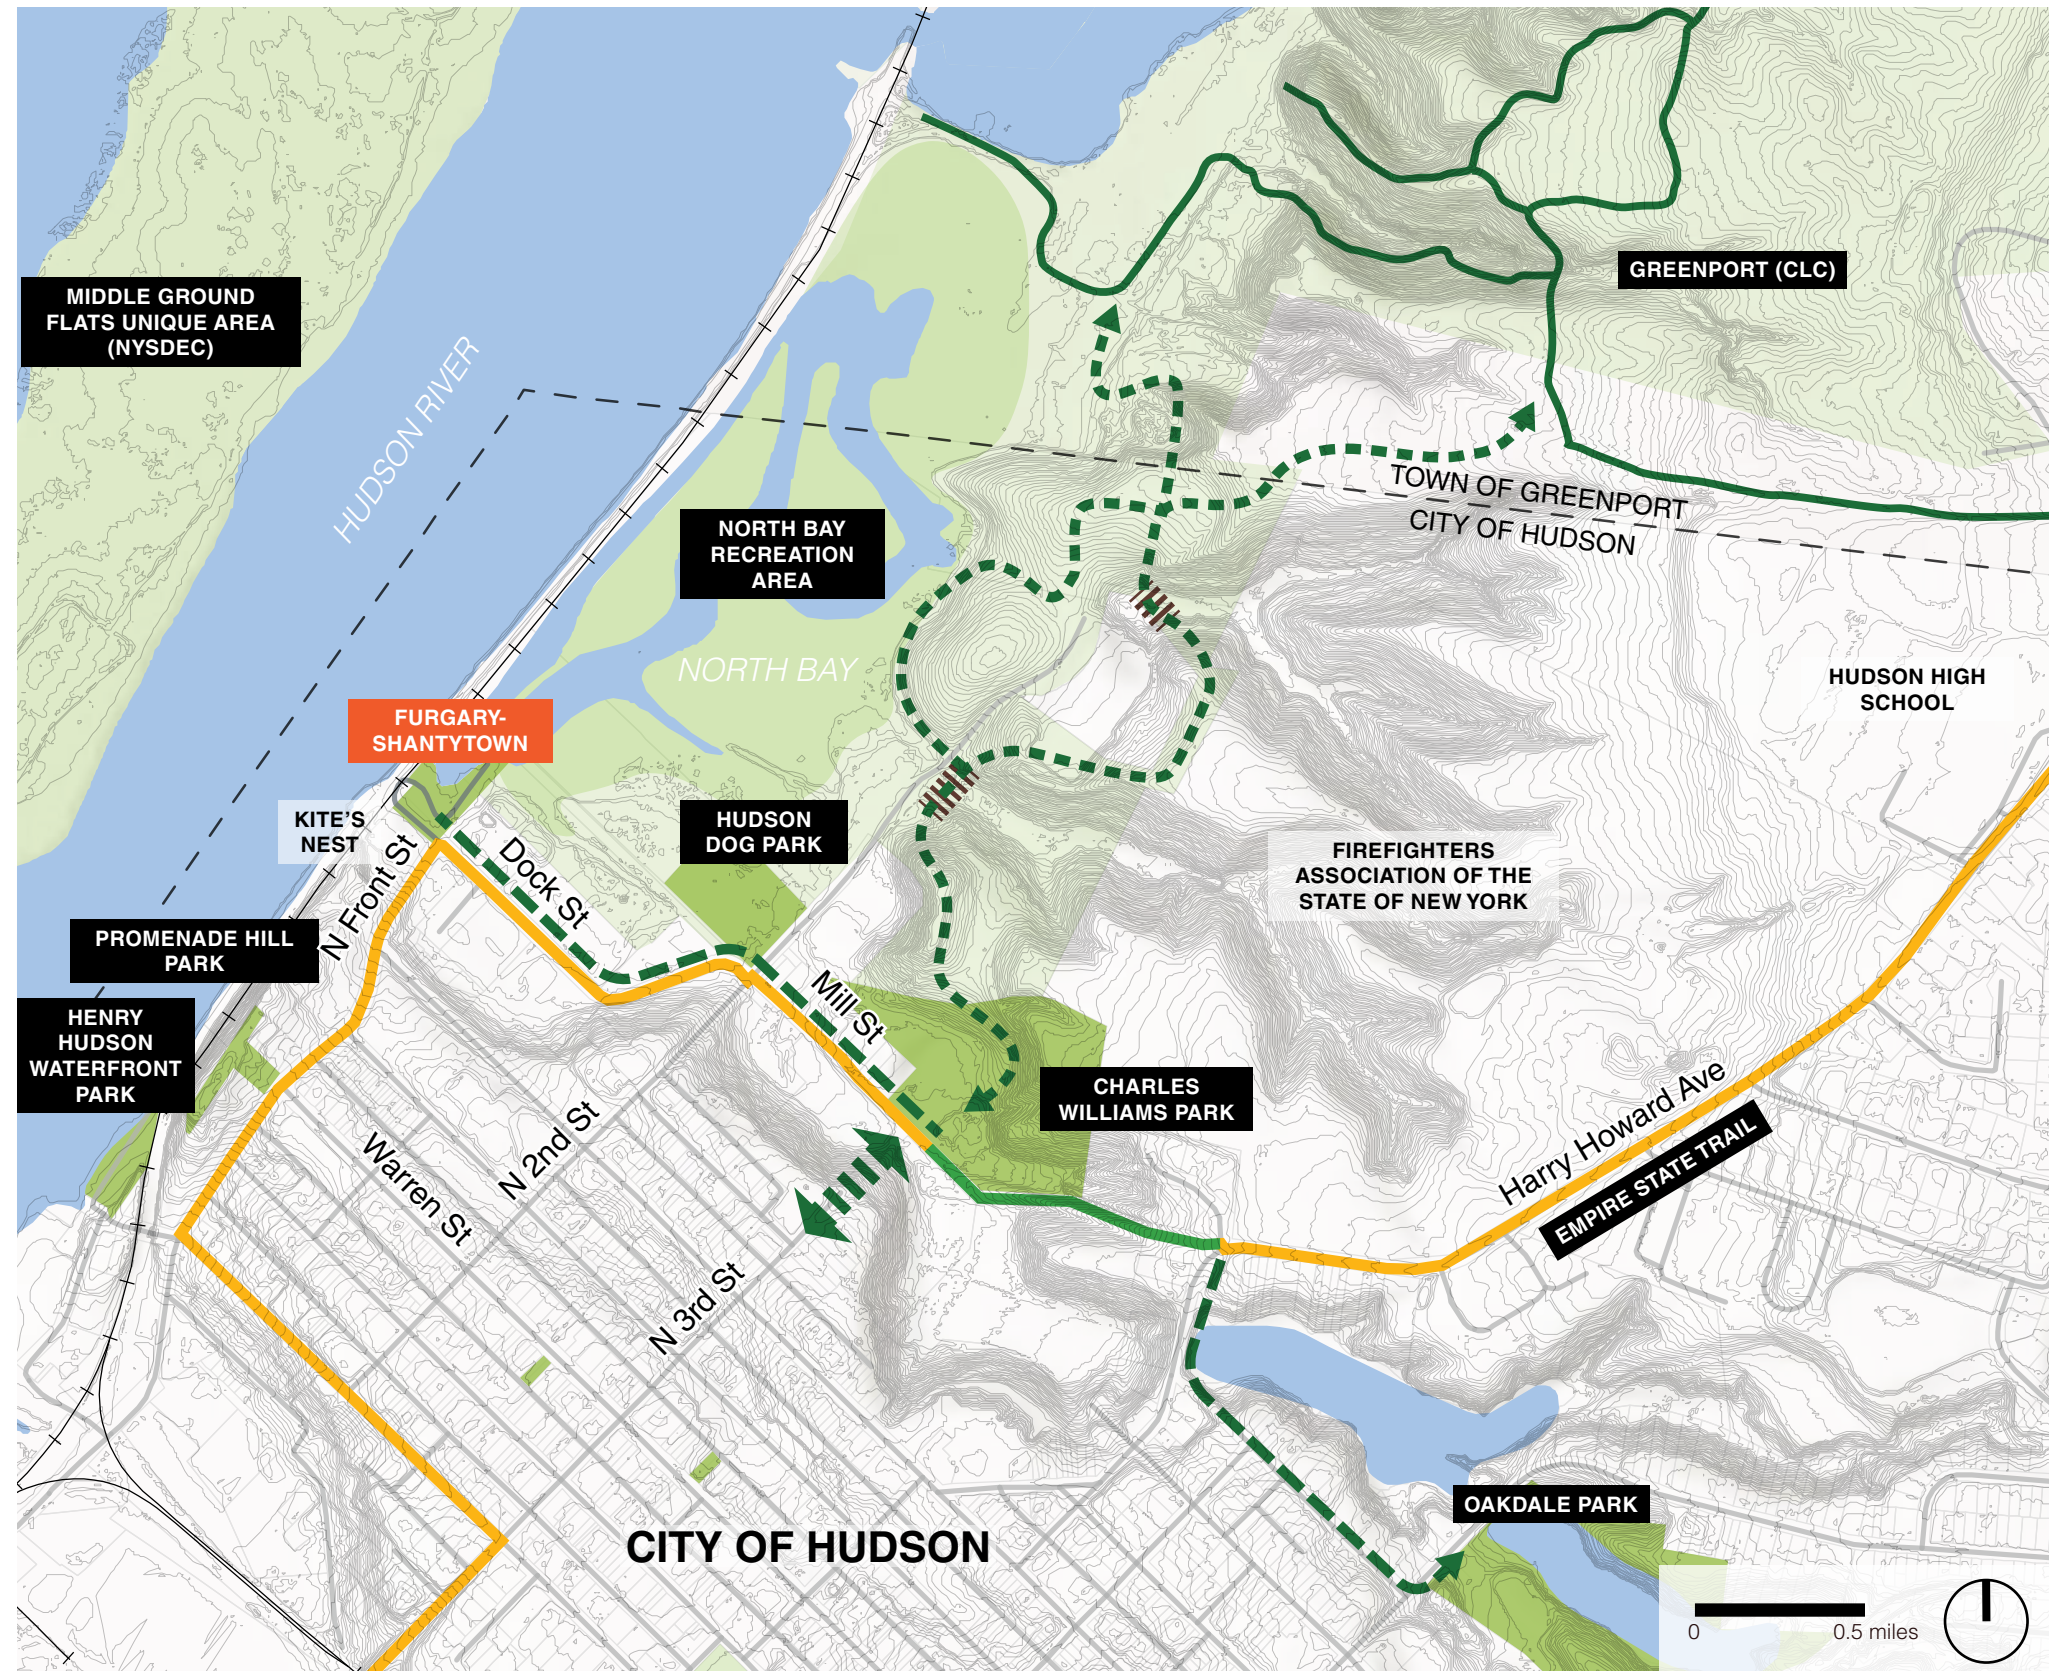 GREENPORT (CLC)
MIDDLE GROUND
FLATS UNIQUE AREA
(NYSDEC)
HUDSON RIVER
TOWN OF GREENPORT
CITY OF HUDSON
NORTH BAY
RECREATION
AREA
NORTH BAY
HUDSON HIGH
SCHOOL
FURGARY-
SHANTYTOWN
KITE'S
NEST
HUDSON
DOG PARK
Dock St
N Front St
FIREFIGHTERS
ASSOCIATION OF THE
STATE OF NEW YORK
PROMENADE HILL
PARK
Mill St
HENRY
HUDSON
WATERFRONT
PARK
CHARLES
WILLIAMS PARK
Harry Howard Ave
EMPIRE STATE TRAIL
Warren St
N 2nd St
N 3rd St
OAKDALE PARK
CITY OF HUDSON
0
0.5 miles